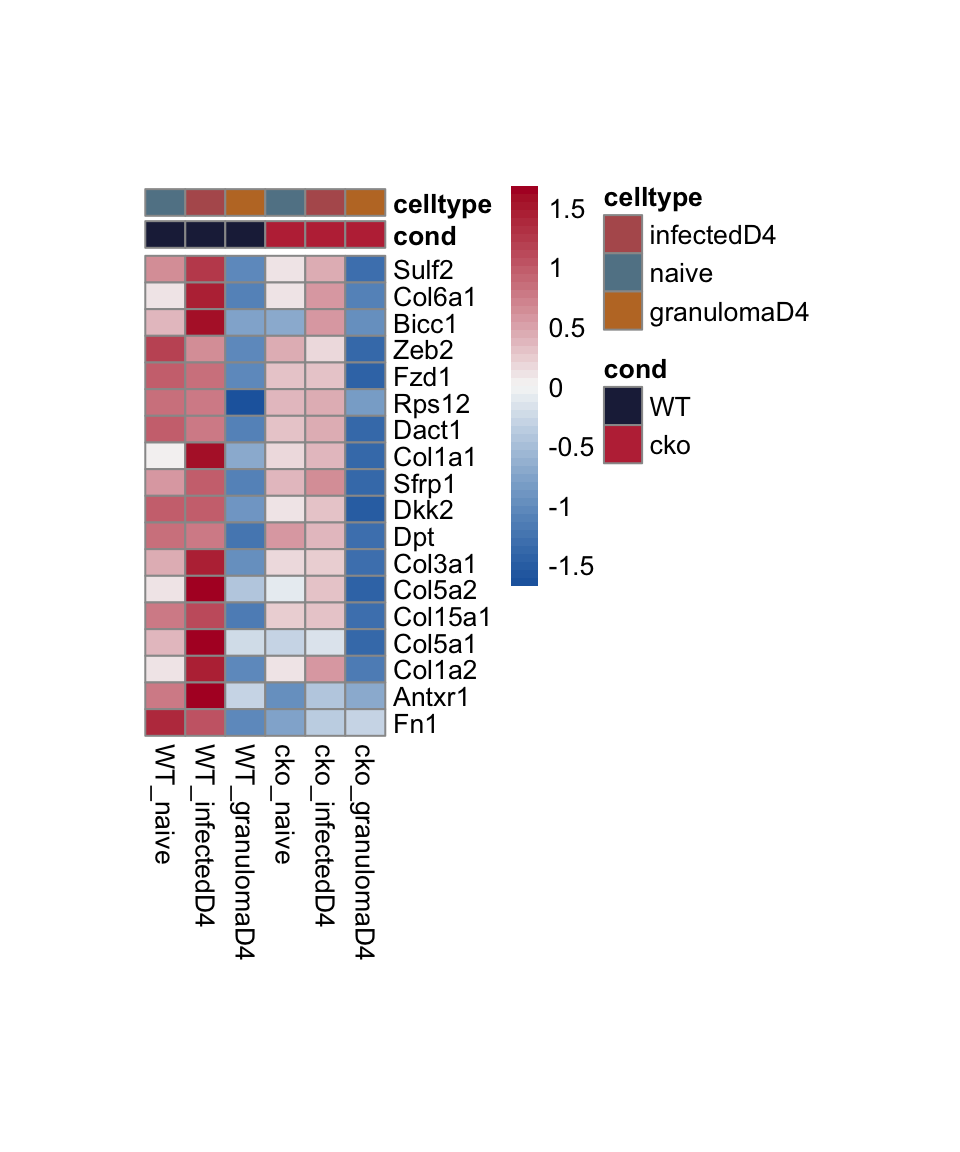 celltype
cond
Sulf2
Col6a1
Bicc1
Zeb2
Fzd1
Rps12
Dact1
Col1a1
Sfrp1
Dkk2
Dpt
Col3a1
Col5a2
Col15a1
Col5a1
Col1a2
Antxr1
Fn1
WT_naive
WT_infectedD4
WT_granulomaD4
cko_naive
cko_infectedD4
cko_granulomaD4
1.5
1
0.5
0
-0.5
-1
-1.5
celltype
infectedD4
naive
granulomaD4
cond
WT
cko